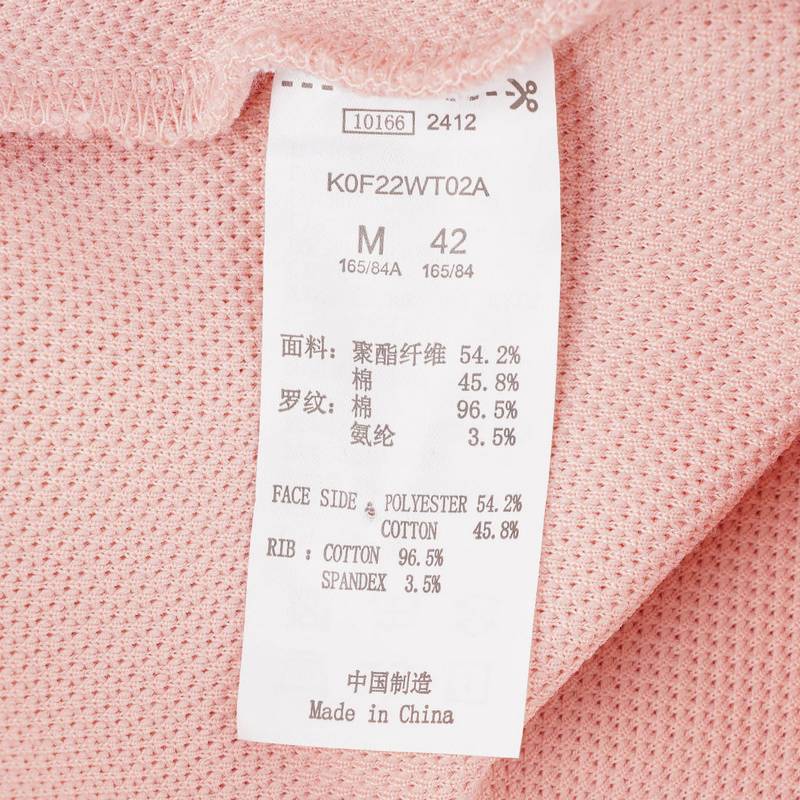 10166 2412
K0F22WT02A
M 42
165/84A 165/84
面料: 聚酯纤维 54.2%
棉 45.8%
罗纹: 棉 96.5%
氨纶 3.5%
FACE SIDE : POLYESTER 54.2%
COTTON 45.8%
RIB : COTTON 96.5%
SPANDEX 3.5%
中国制造
Made in China